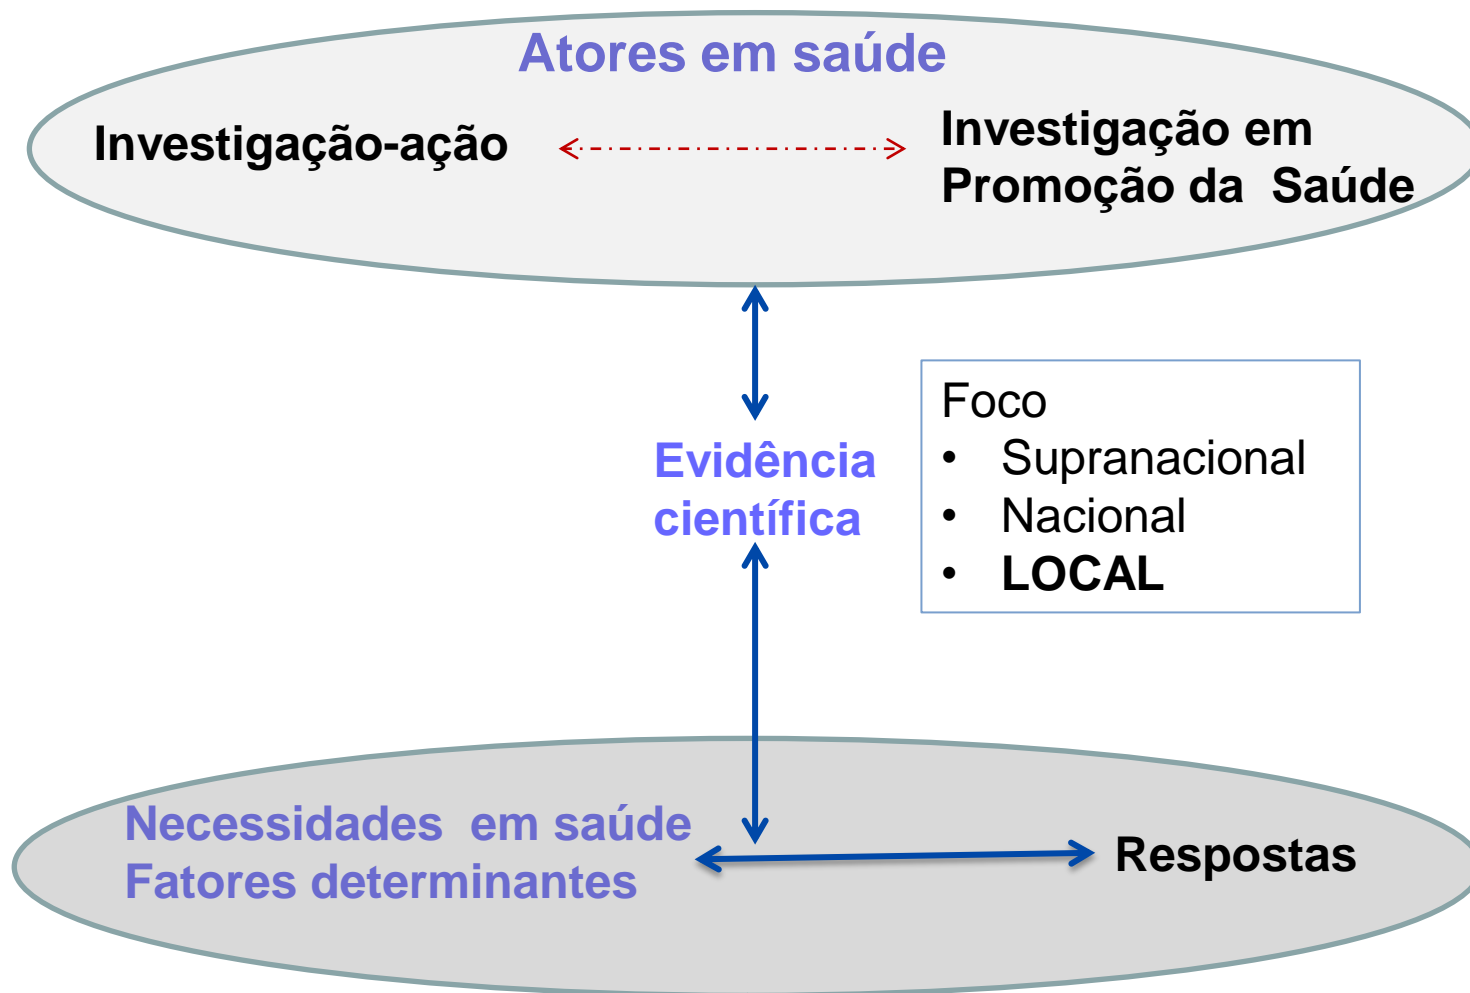 Atores em saúde
Investigação-ação
Investigação em
Promoção da Saúde
Evidência
científica
Foco
• Supranacional
• Nacional
• LOCAL
Necessidades em saúde
Fatores determinantes
Respostas